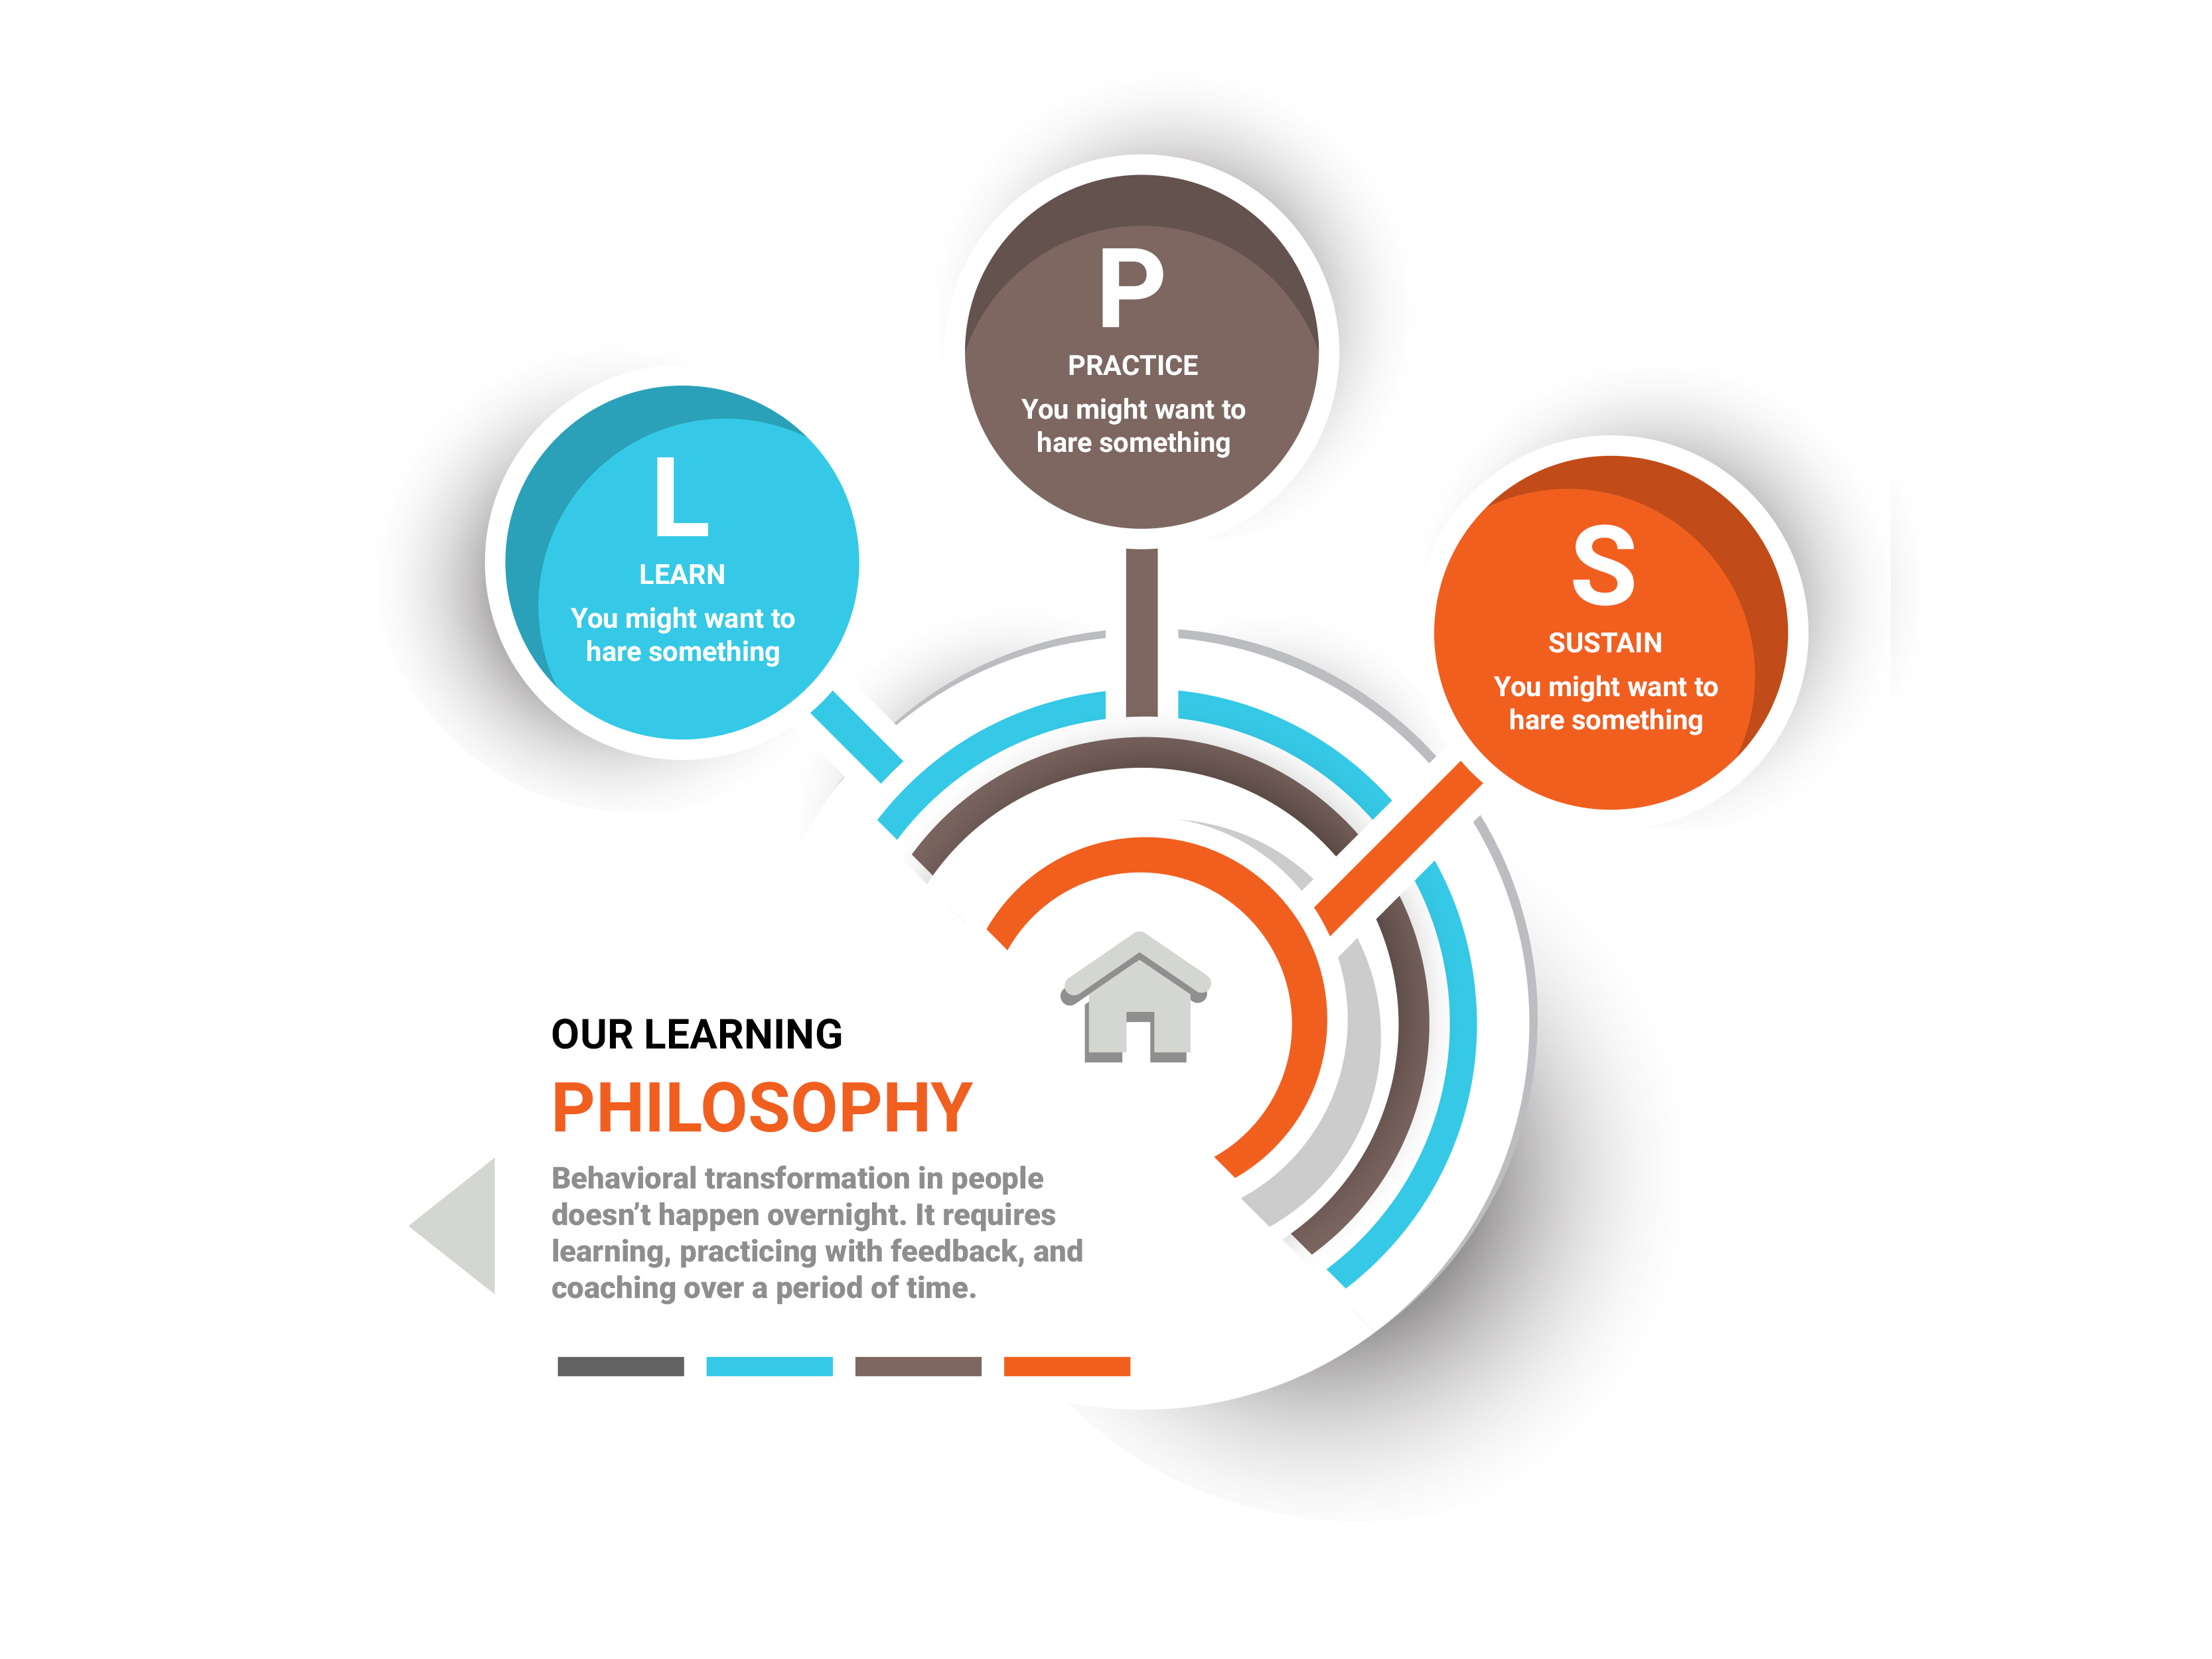 P
PRACTICE
You might want to
hare something
L
LEARN
You might want to
hare something
S
SUSTAIN
You might want to
hare something
OUR LEARNING
PHILOSOPHY
Behavioral transformation in people
doesn’t happen overnight. It requires
learning, practicing with feedback, and
coaching over a period of time.